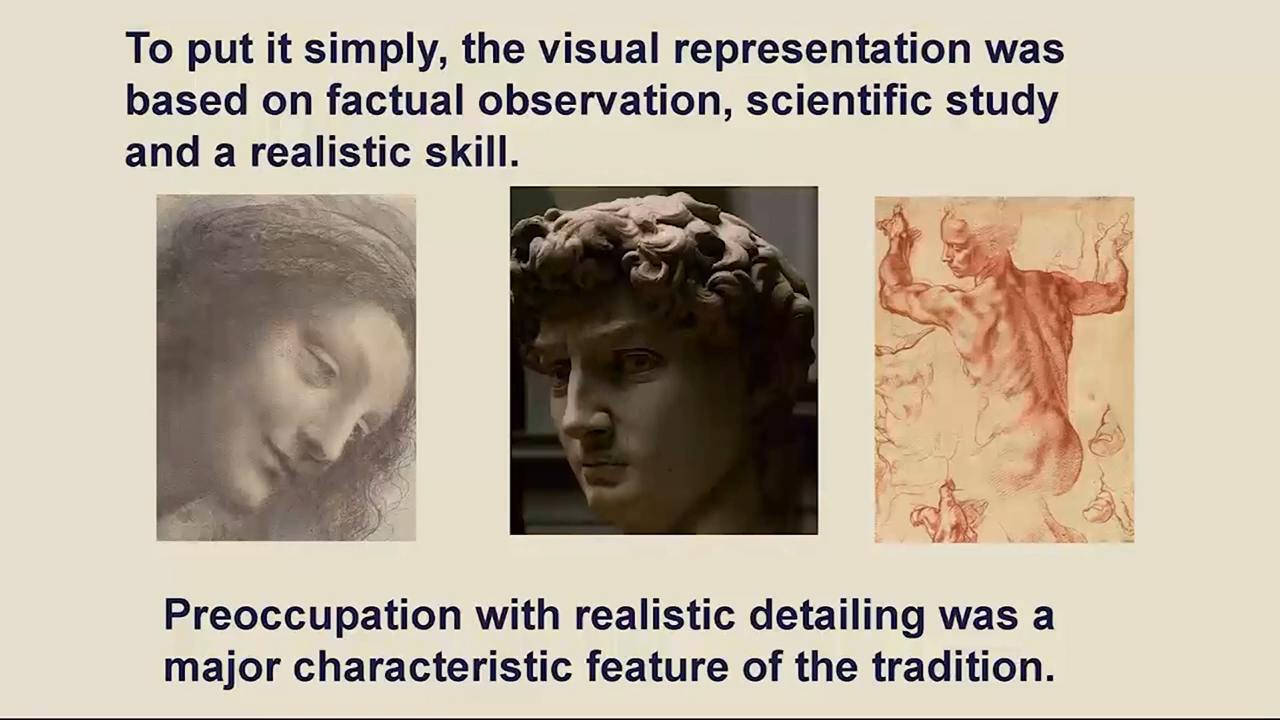 To put it simply, the visual representation was
based on factual observation, scientific study
and a realistic skill.
Preoccupation with realistic detailing was a
major characteristic feature of the tradition.